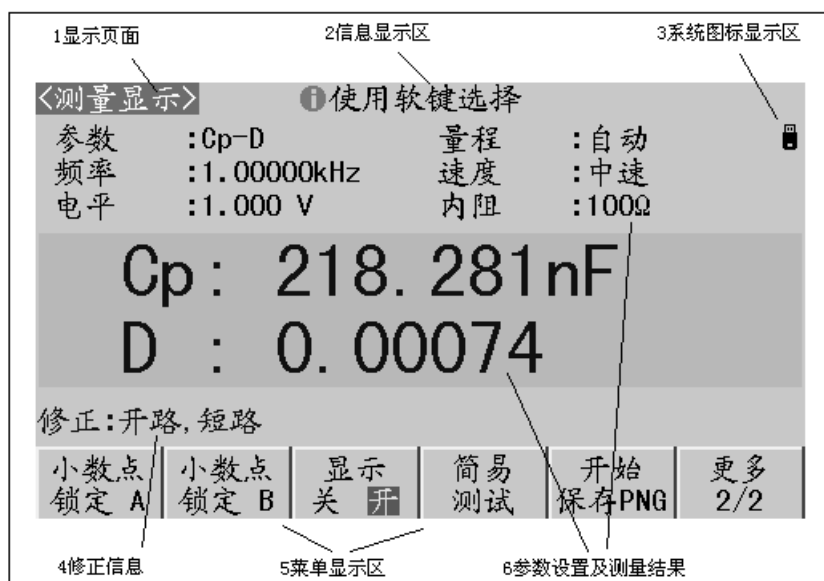 1显示页面
2信息显示区
3系统图标显示区
<测量显示>
使用软键选择
参数 :Cp-D
量程 :自动
频率 :1.00000kHz
速度 :中速
电平 :1.000 V
内阻 :100Ω
Cp: 218.281nF
D : 0.00074
修正:开路,短路
小数点 锁定 A
小数点 锁定 B
显示 关 开
简易 测试
开始 保存PNG
更多 2/2
4修正信息
5菜单显示区
6参数设置及测量结果